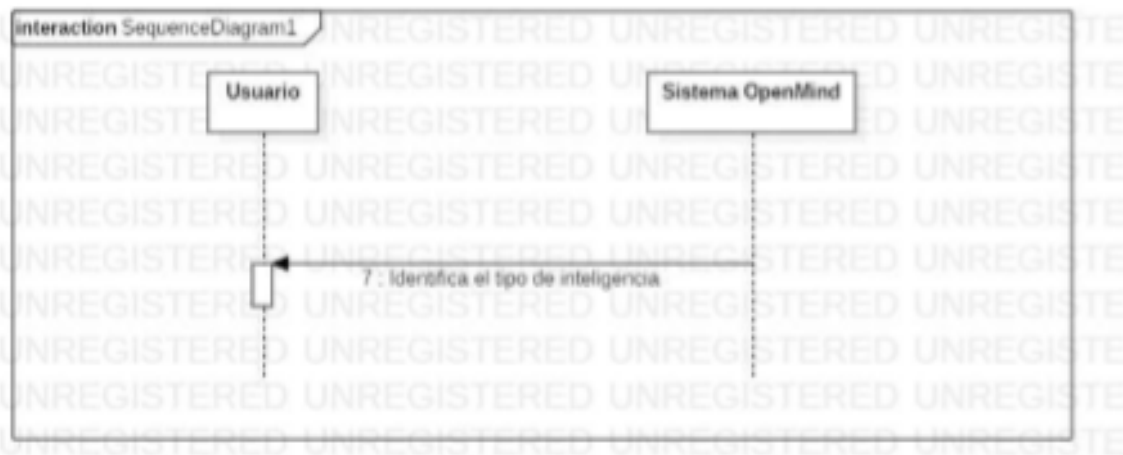 interaction SequenceDiagram1
Usuario
Sistema OpenMind
7 : Identifica el tipo de inteligencia
UNREGISTERED UNREGISTERED UNREGISTERED